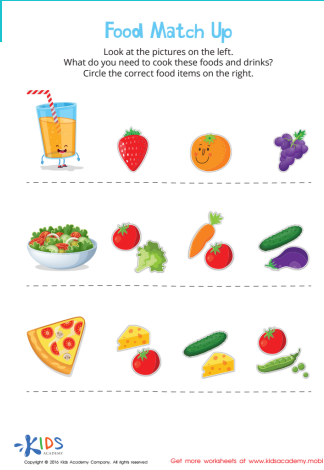 Food Match Up
Look at the pictures on the left.
What do you need to cook these foods and drinks?
Circle the correct food items on the right.
KIDS
ACADEMY
Copyright © 2016 Kids Academy Company. All rights reserved
Get more worksheets at www.kidsacademy.mobi